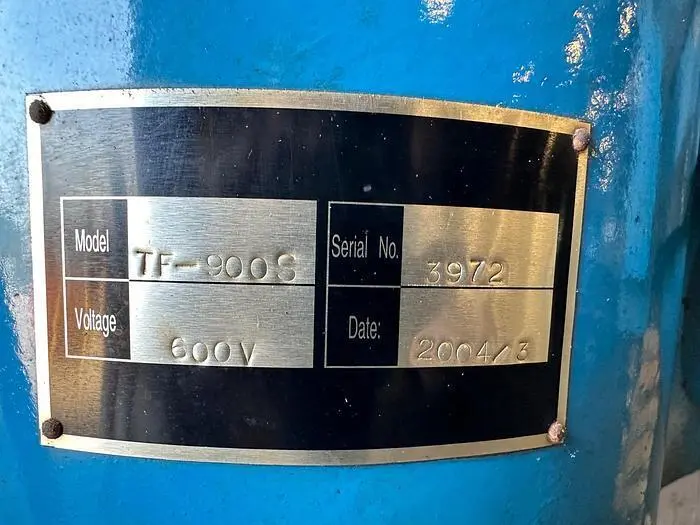 Model TF-900S Serial No. 3972
Voltage 600V Date: 2004/3